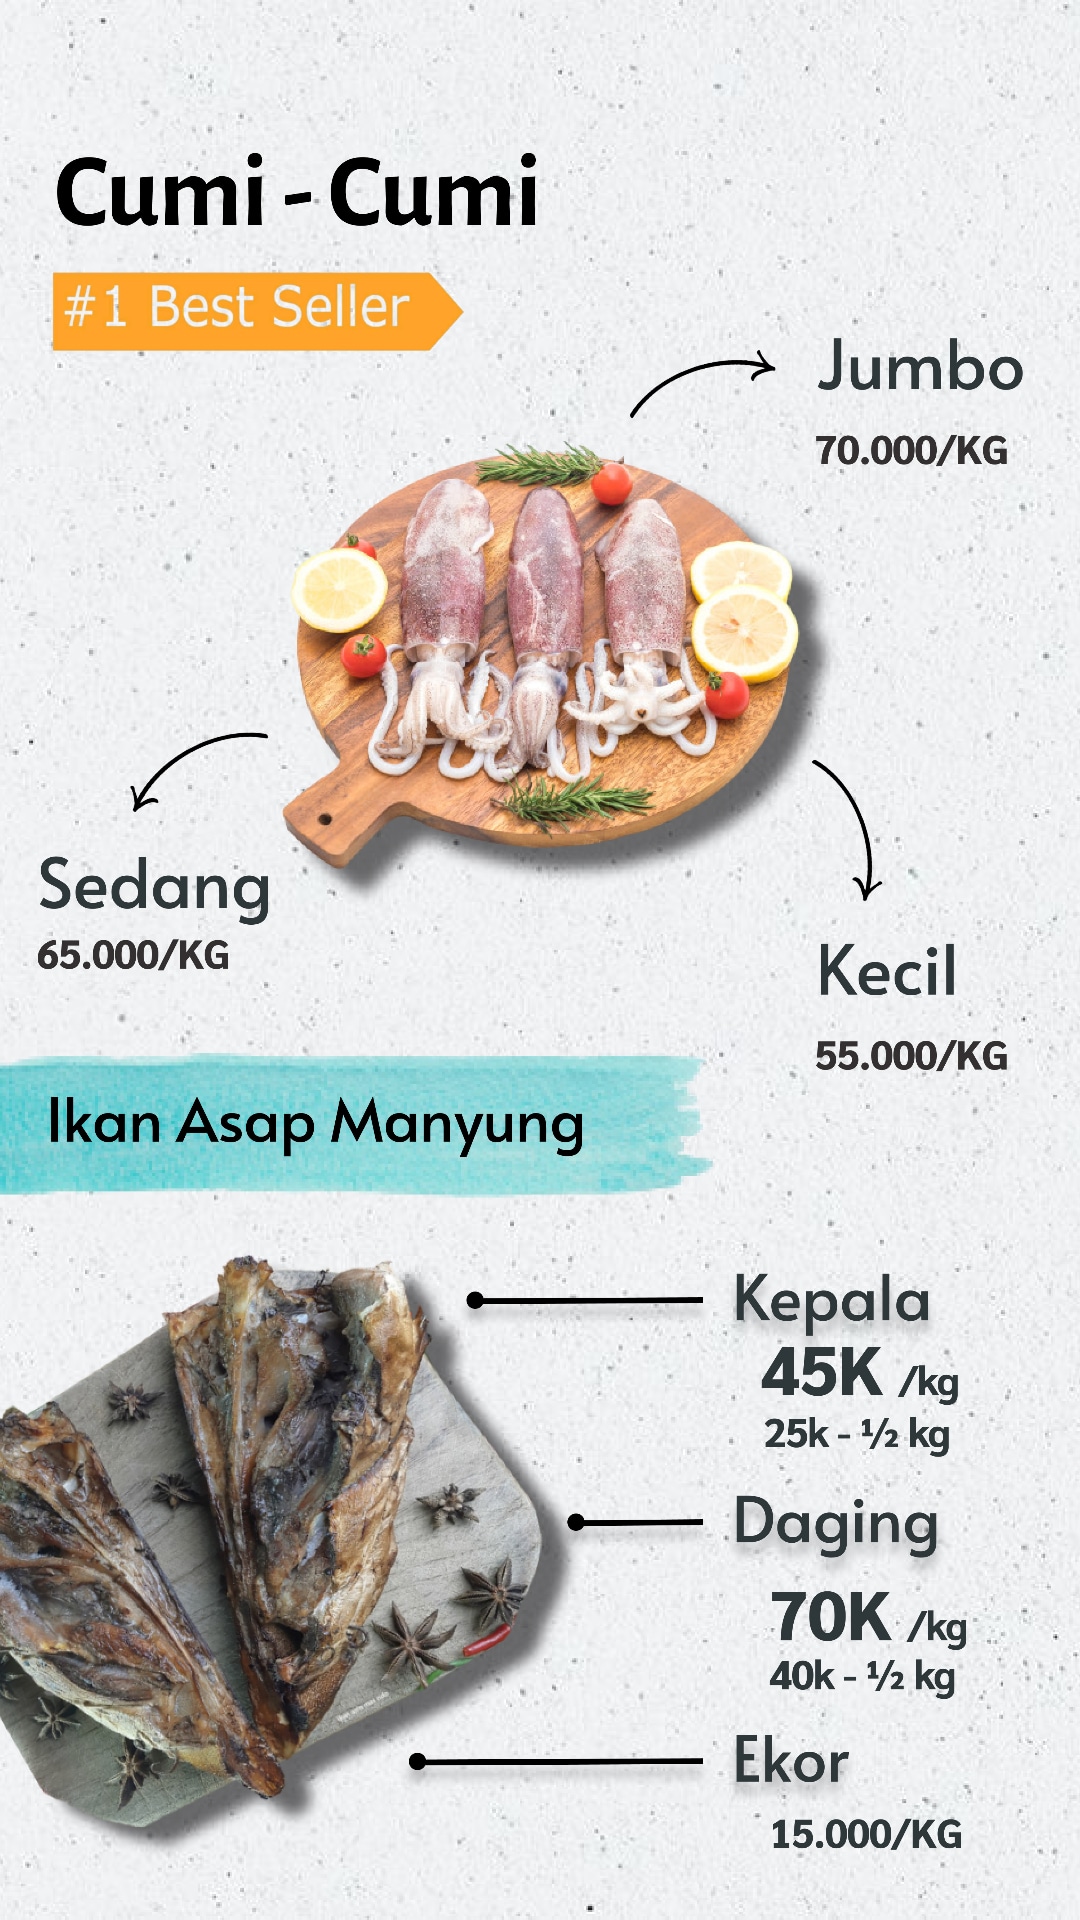 Cumi - Cumi
#1 Best Seller
Jumbo
70.000/KG
Sedang
65.000/KG
Kecil
55.000/KG
Ikan Asap Manyung
Kepala
45K /kg
25k - ½ kg
Daging
70K /kg
40k - ½ kg
Ekor
15.000/KG